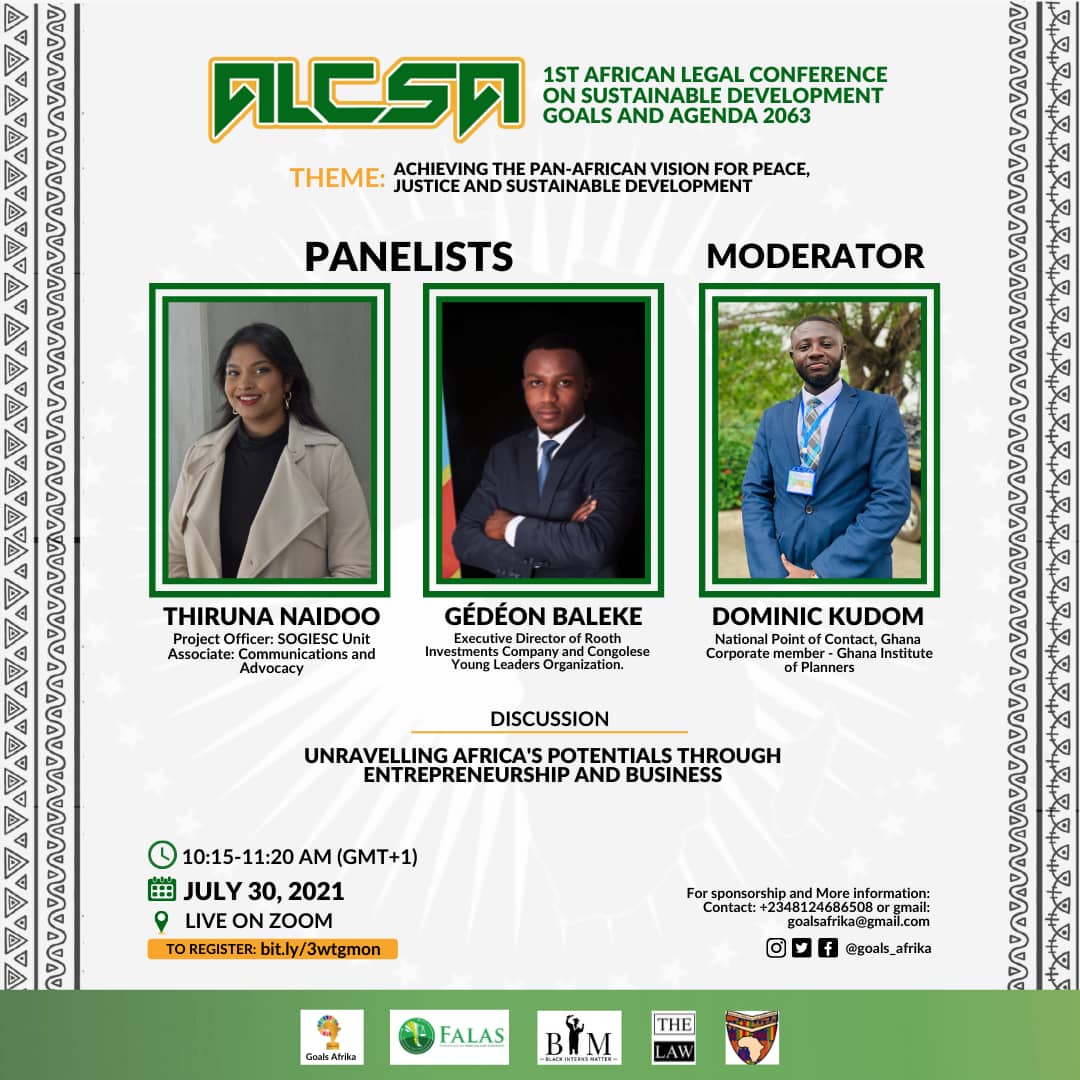 ALCSA
1ST AFRICAN LEGAL CONFERENCE
ON SUSTAINABLE DEVELOPMENT
GOALS AND AGENDA 2063
THEME: ACHIEVING THE PAN-AFRICAN VISION FOR PEACE,
JUSTICE AND SUSTAINABLE DEVELOPMENT
PANELISTS
MODERATOR
THIRUNA NAIDOO
Project Officer: SOGIESC Unit
Associate: Communications and
Advocacy
GÉDÉON BALEKE
Executive Director of Rooth
Investments Company and Congolese
Young Leaders Organization.
DOMINIC KUDOM
National Point of Contact, Ghana
Corporate member - Ghana Institute
of Planners
DISCUSSION
UNRAVELLING AFRICA'S POTENTIALS THROUGH
ENTREPRENEURSHIP AND BUSINESS
10:15-11:20 AM (GMT+1)
JULY 30, 2021
LIVE ON ZOOM
TO REGISTER: bit.ly/3wtgmon
For sponsorship and More information:
Contact: +2348124686508 or gmail:
goalsafrika@gmail.com
@goals_afrika
Goals Afrika
FALAS
BIM
BLACK INTERNS MATTER
THE
LAW